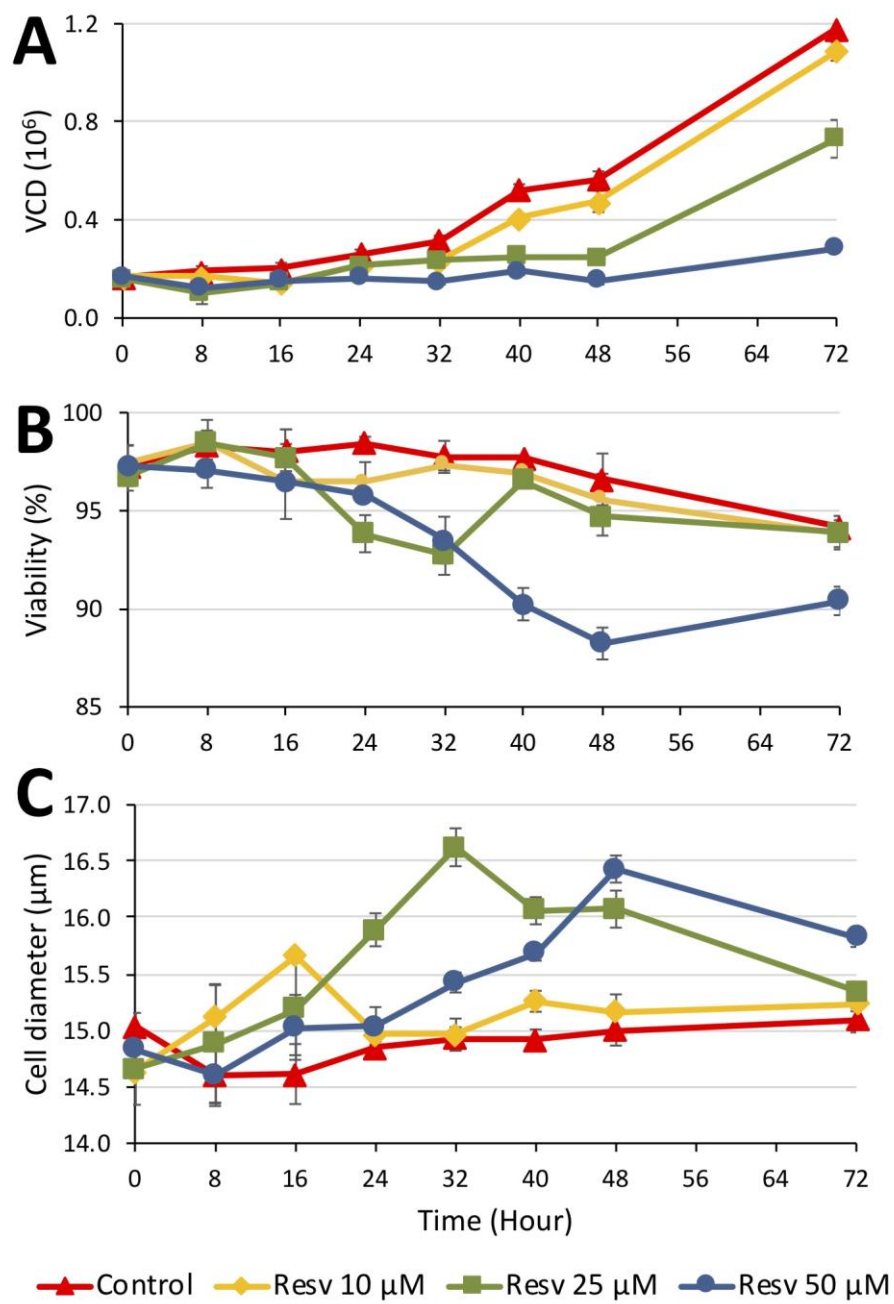 A
VCD (10⁶)
1.2
0.8
0.4
0.0
0 8 16 24 32 40 48 56 64 72
B
Viability (%)
100
95
90
85
0 8 16 24 32 40 48 56 64 72
C
Cell diameter (µm)
17.0
16.5
16.0
15.5
15.0
14.5
14.0
0 8 16 24 32 40 48 56 64 72
Time (Hour)
Control Resv 10 µM Resv 25 µM Resv 50 µM